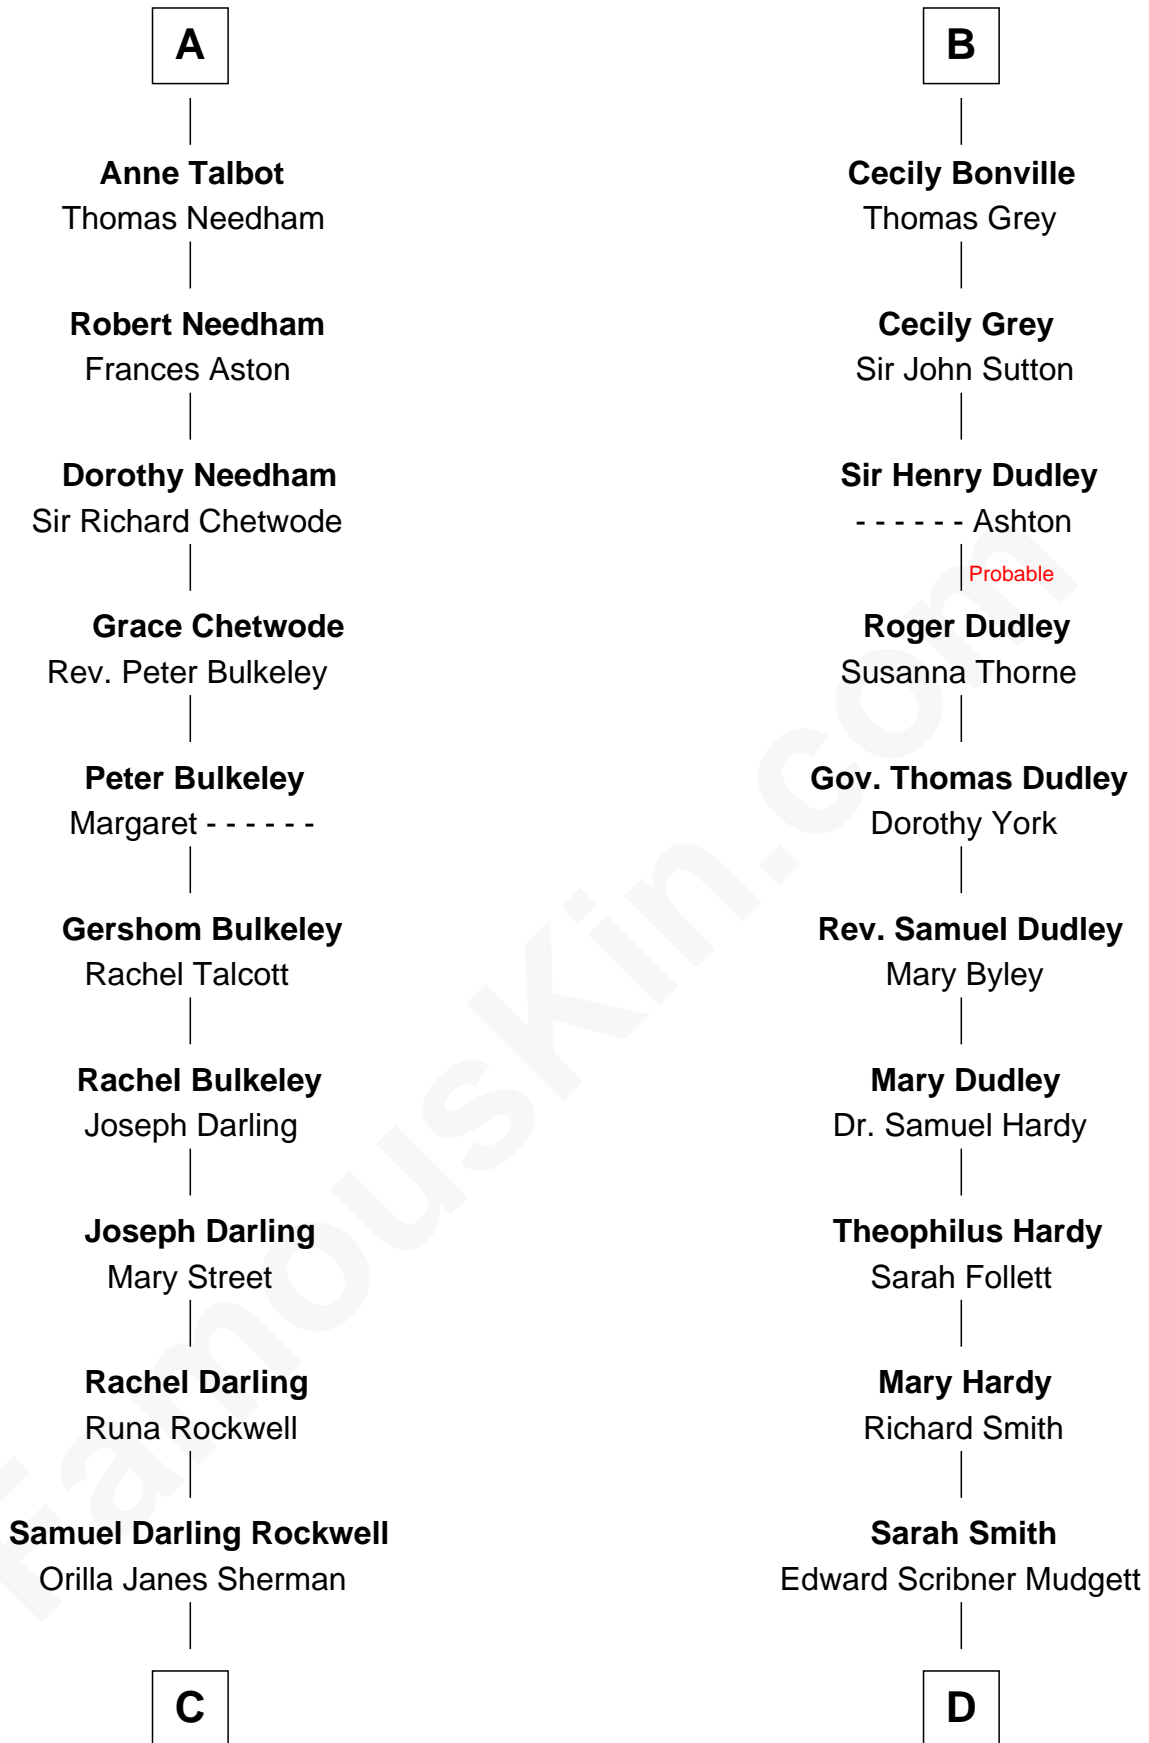 A
Anne Talbot
Thomas Needham
Robert Needham
Frances Aston
Dorothy Needham
Sir Richard Chetwode
Grace Chetwode
Rev. Peter Bulkeley
Peter Bulkeley
Margaret - - - - - -
Gershom Bulkeley
Rachel Talcott
Rachel Bulkeley
Joseph Darling
Joseph Darling
Mary Street
Rachel Darling
Runa Rockwell
Samuel Darling Rockwell
Orilla Janes Sherman
C
B
Cecily Bonville
Thomas Grey
Cecily Grey
Sir John Sutton
Sir Henry Dudley
- - - - - - Ashton
Probable
Roger Dudley
Susanna Thorne
Gov. Thomas Dudley
Dorothy York
Rev. Samuel Dudley
Mary Byley
Mary Dudley
Dr. Samuel Hardy
Theophilus Hardy
Sarah Follett
Mary Hardy
Richard Smith
Sarah Smith
Edward Scribner Mudgett
D
FamousKin.com